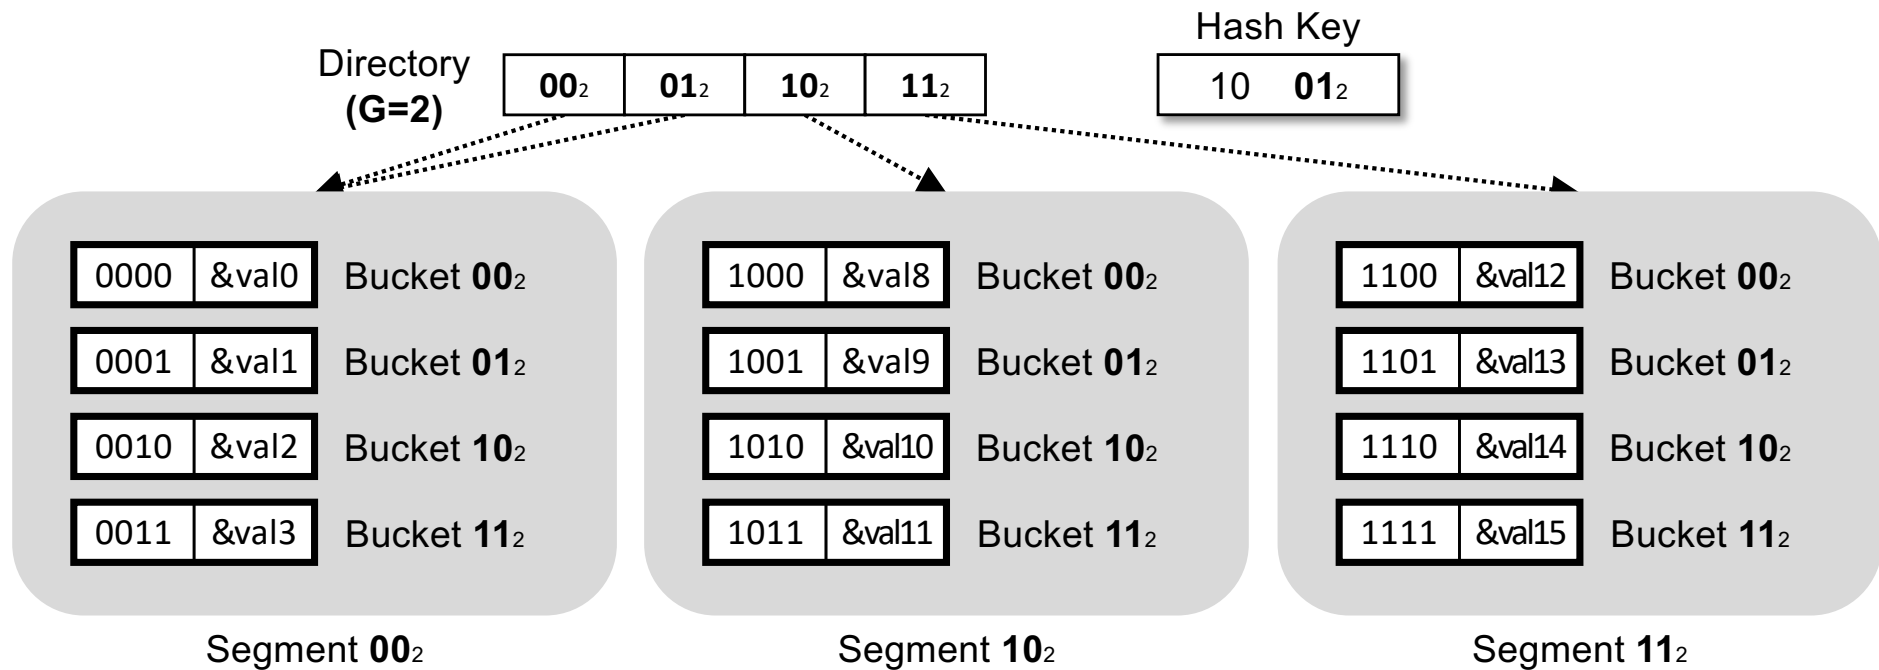 Hash Key
Directory
(G=2)
00₂ 01₂ 10₂ 11₂
10 01₂
0000 &val0 Bucket 00₂
0001 &val1 Bucket 01₂
0010 &val2 Bucket 10₂
0011 &val3 Bucket 11₂
Segment 00₂
1000 &val8 Bucket 00₂
1001 &val9 Bucket 01₂
1010 &val10 Bucket 10₂
1011 &val11 Bucket 11₂
Segment 10₂
1100 &val12 Bucket 00₂
1101 &val13 Bucket 01₂
1110 &val14 Bucket 10₂
1111 &val15 Bucket 11₂
Segment 11₂